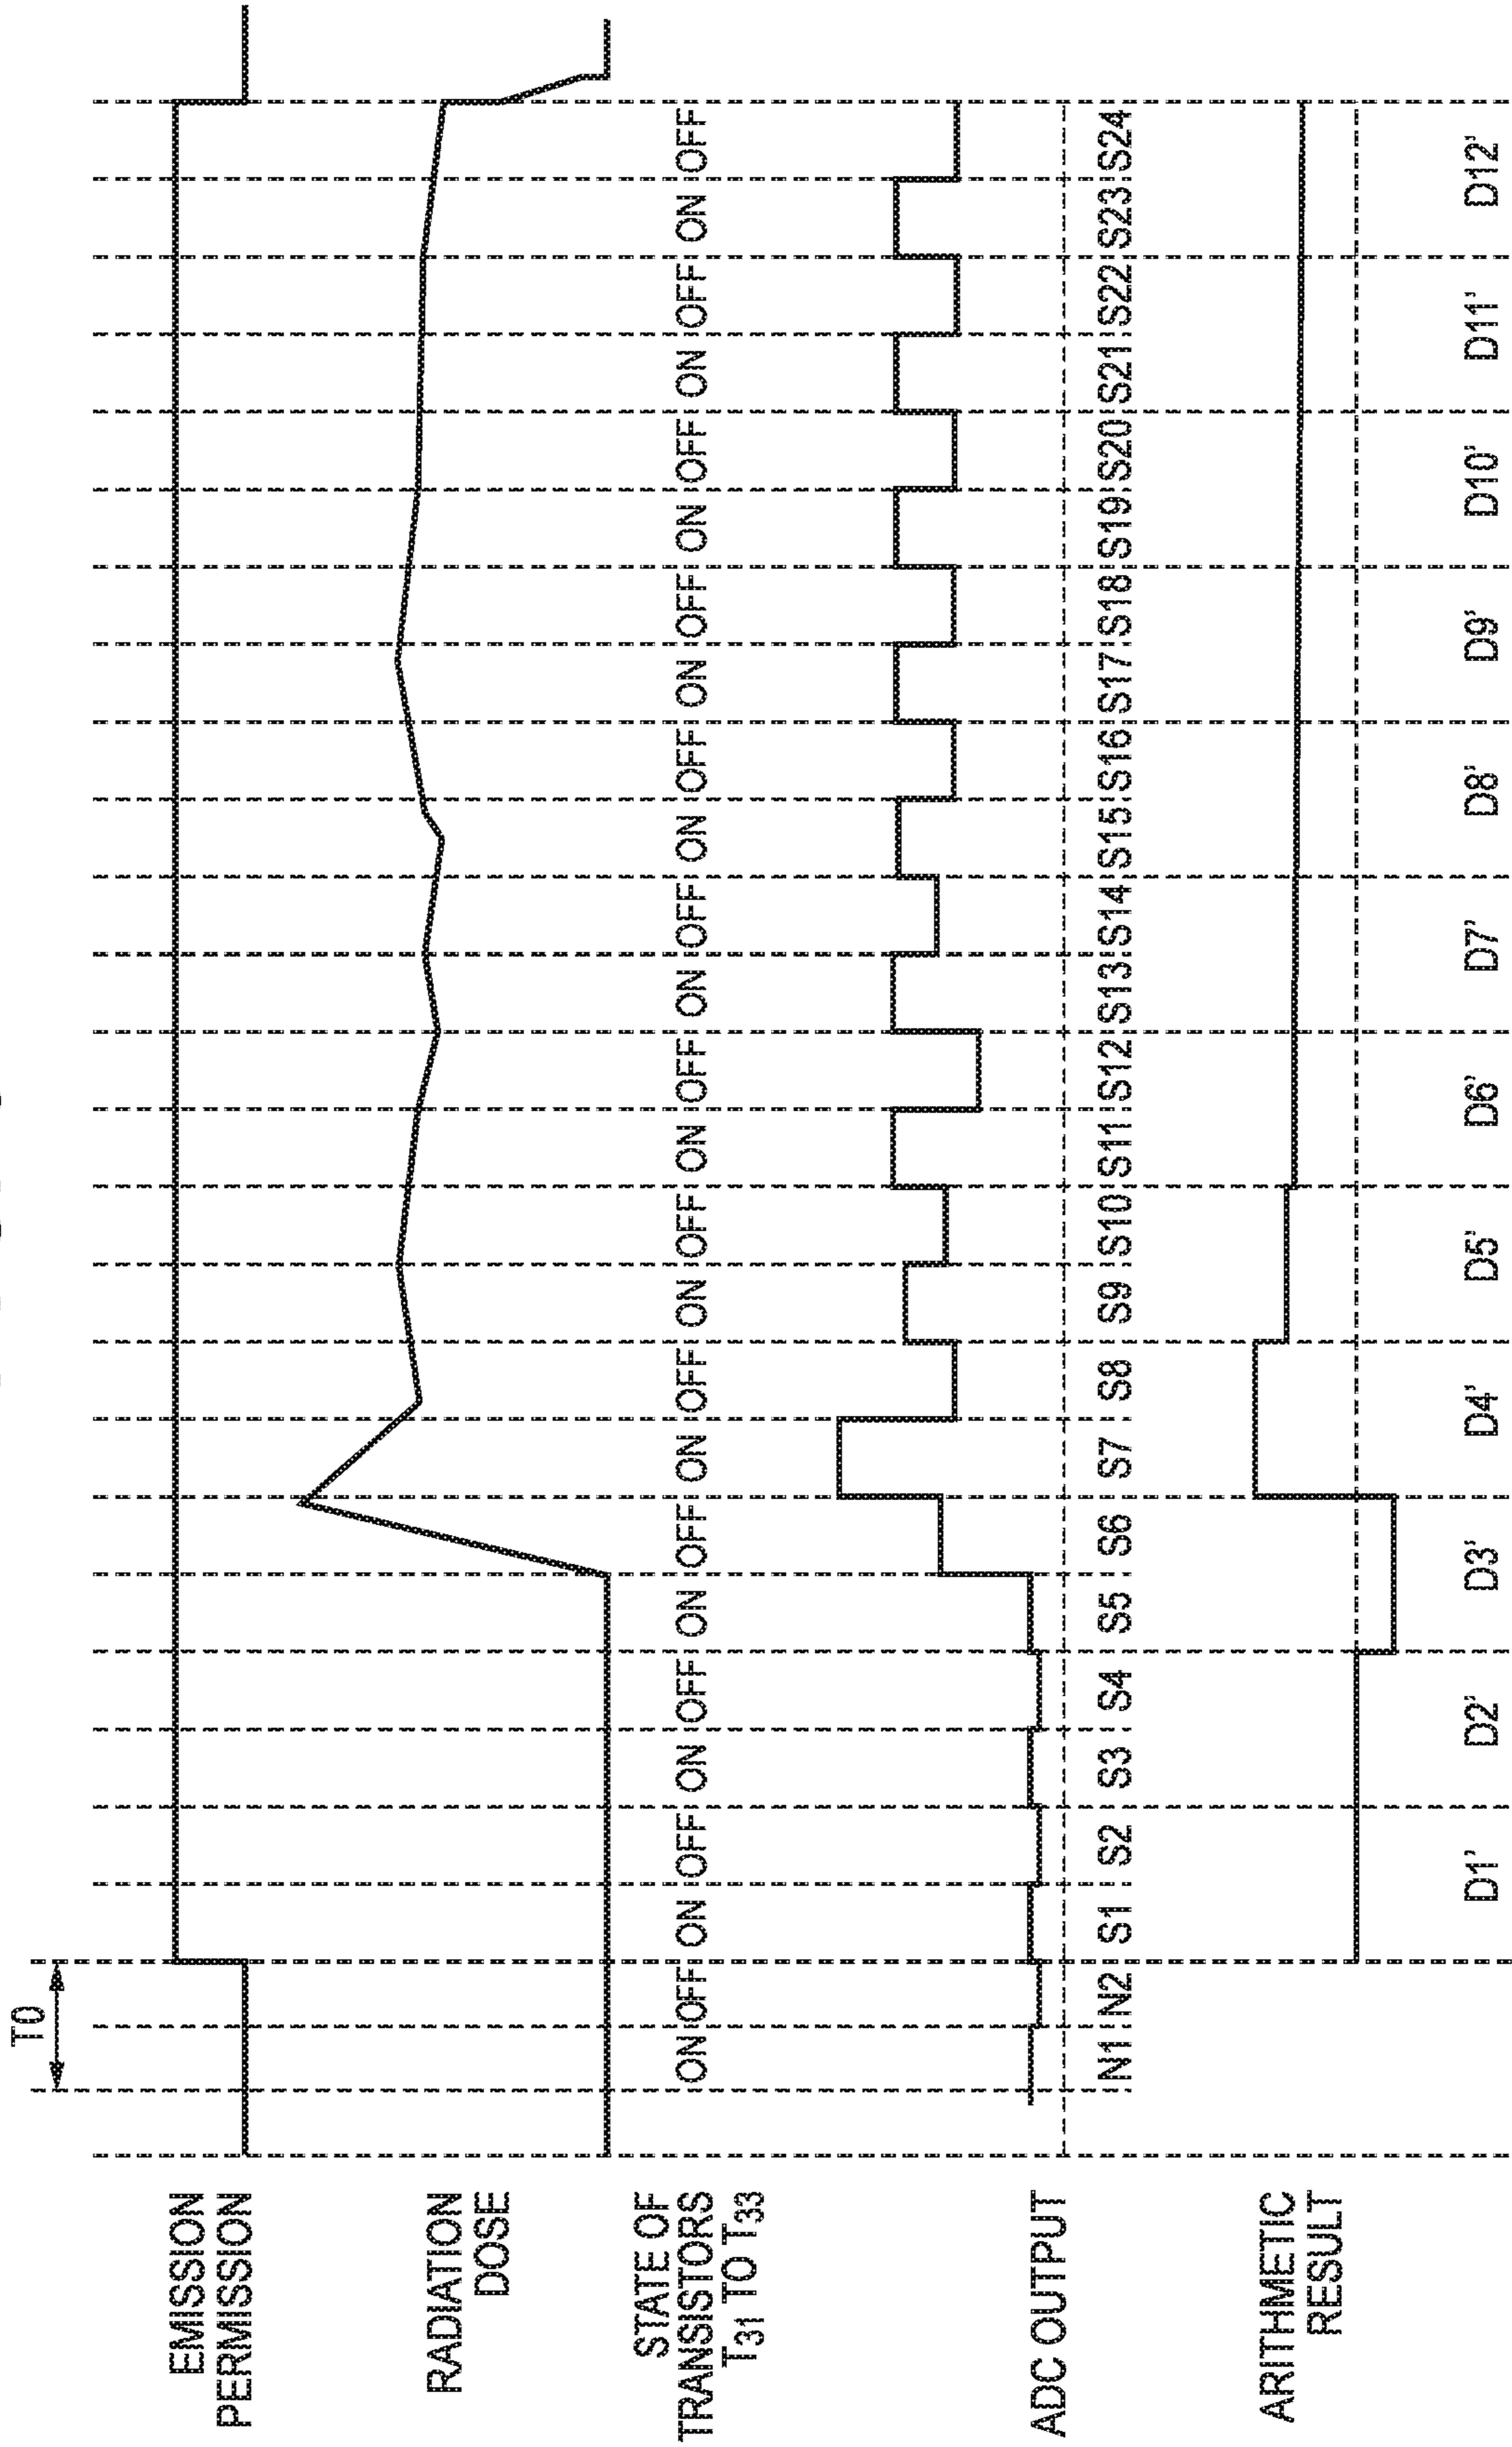 T0
EMISSION
PERMISSION
RADIATION
DOSE
STATE OF
TRANSISTORS
T31 TO T33
ON OFF ON OFF ON OFF ON OFF ON OFF ON OFF ON OFF ON OFF ON OFF ON OFF ON OFF ON OFF ON OFF
ADC OUTPUT
N1 N2 S1 S2 S3 S4 S5 S6 S7 S8 S9 S10 S11 S12 S13 S14 S15 S16 S17 S18 S19 S20 S21 S22 S23 S24
ARITHMETIC
RESULT
D1' D2' D3' D4' D5' D6' D7' D8' D9' D10' D11' D12'